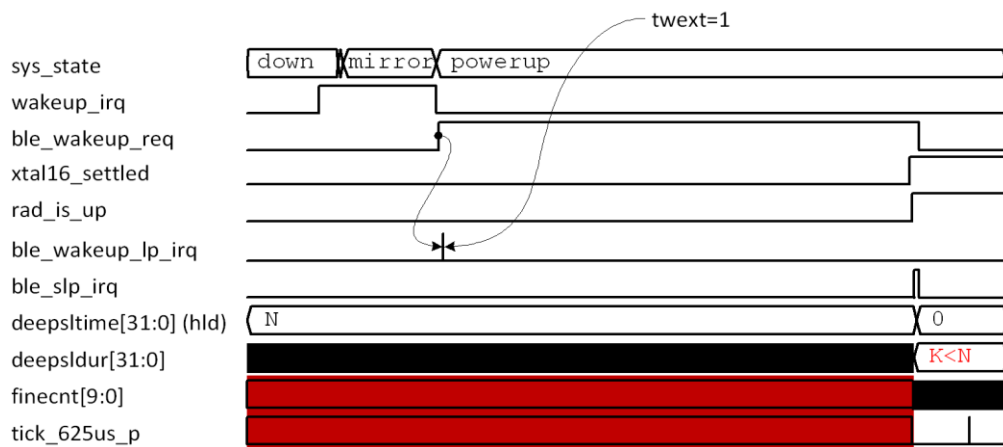 twext=1
sys_state down mirror powerup
wakeup_irq
ble_wakeup_req
xtal16_settled
rad_is_up
ble_wakeup_lp_irq
ble_slp_irq
deepsltime[31:0] (hld) N 0
deepsldur[31:0] K<N
finecnt[9:0]
tick_625us_p